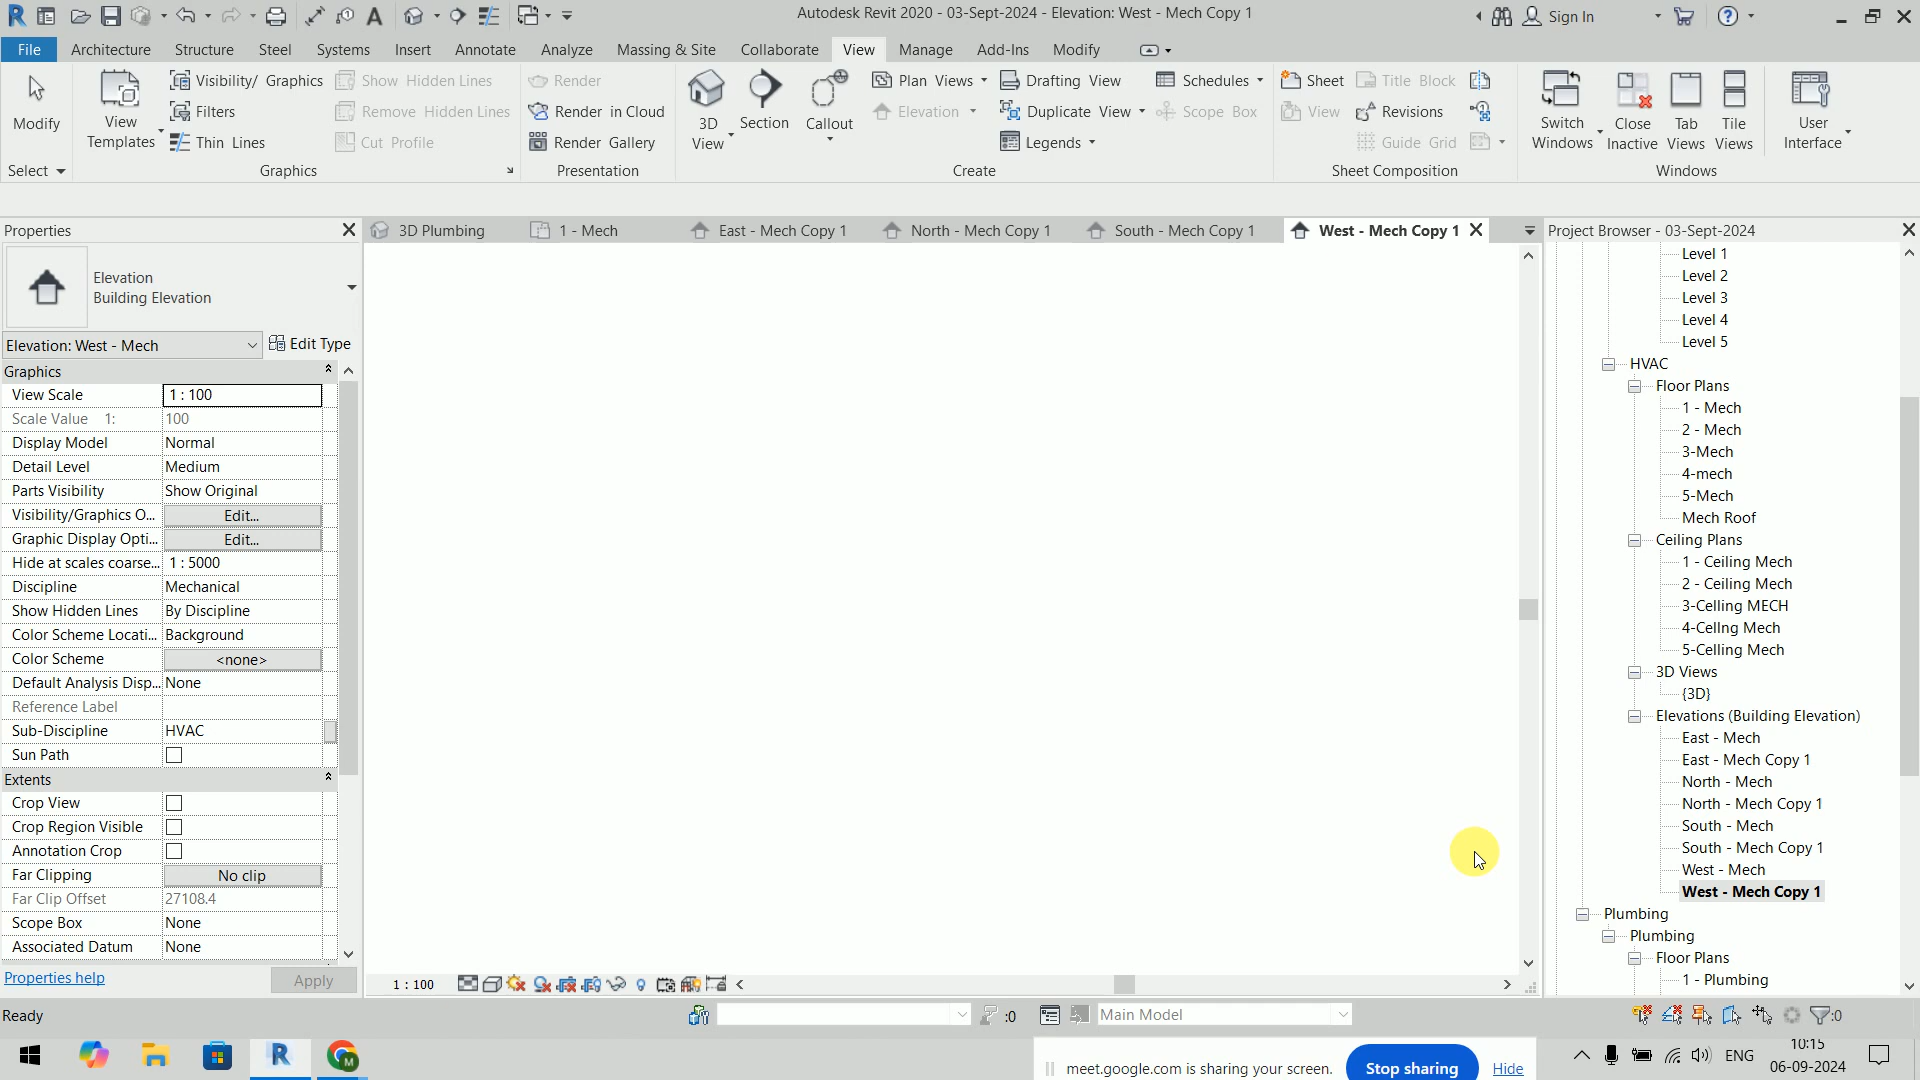 Autodesk Revit 2020 - 03-Sept-2024 - Elevation: West - Mech Copy 1
Sign In
File Architecture Structure Steel Systems Insert Annotate Analyze Massing & Site Collaborate View Manage Add-Ins Modify
Modify
View Templates
Visibility/ Graphics
Filters
Thin Lines
Show Hidden Lines
Remove Hidden Lines
Cut Profile
Render
Render in Cloud
Render Gallery
3D View
Section
Callout
Plan Views
Elevation
Drafting View
Duplicate View
Legends
Schedules
Scope Box
Sheet
View
Title Block
Revisions
Guide Grid
Switch Windows
Close Inactive
Tab Views
Tile Views
User Interface
Select Graphics Presentation Create Sheet Composition Windows
Properties
3D Plumbing 1 - Mech East - Mech Copy 1 North - Mech Copy 1 South - Mech Copy 1 West - Mech Copy 1
Project Browser - 03-Sept-2024
Elevation
Building Elevation
Elevation: West - Mech Edit Type
Graphics
View Scale 1 : 100
Scale Value 1: 100
Display Model Normal
Detail Level Medium
Parts Visibility Show Original
Visibility/Graphics O... Edit...
Graphic Display Opti... Edit...
Hide at scales coarse... 1 : 5000
Discipline Mechanical
Show Hidden Lines By Discipline
Color Scheme Locati... Background
Color Scheme <none>
Default Analysis Disp... None
Reference Label
Sub-Discipline HVAC
Sun Path
Extents
Crop View
Crop Region Visible
Annotation Crop
Far Clipping No clip
Far Clip Offset 27108.4
Scope Box None
Associated Datum None
Properties help Apply
Level 1
Level 2
Level 3
Level 4
Level 5
HVAC
Floor Plans
1 - Mech
2 - Mech
3-Mech
4-mech
5-Mech
Mech Roof
Ceiling Plans
1 - Ceiling Mech
2 - Ceiling Mech
3-Celling MECH
4-Cellng Mech
5-Celling Mech
3D Views
{3D}
Elevations (Building Elevation)
East - Mech
East - Mech Copy 1
North - Mech
North - Mech Copy 1
South - Mech
South - Mech Copy 1
West - Mech
West - Mech Copy 1
Plumbing
Plumbing
Floor Plans
1 - Plumbing
1 : 100
Ready
:0
Main Model
:0
meet.google.com is sharing your screen. Stop sharing Hide
ENG
10:15
06-09-2024